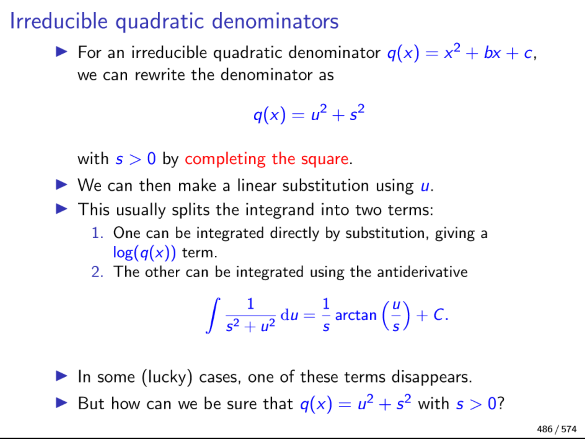 Irreducible quadratic denominators
▶ For an irreducible quadratic denominator q(x) = x² + bx + c,
we can rewrite the denominator as
q(x) = u² + s²
with s > 0 by completing the square.
▶ We can then make a linear substitution using u.
▶ This usually splits the integrand into two terms:
1. One can be integrated directly by substitution, giving a
log(q(x)) term.
2. The other can be integrated using the antiderivative
∫ 1/(s² + u²) du = 1/s arctan (u/s) + C.
▶ In some (lucky) cases, one of these terms disappears.
▶ But how can we be sure that q(x) = u² + s² with s > 0?
486 / 574